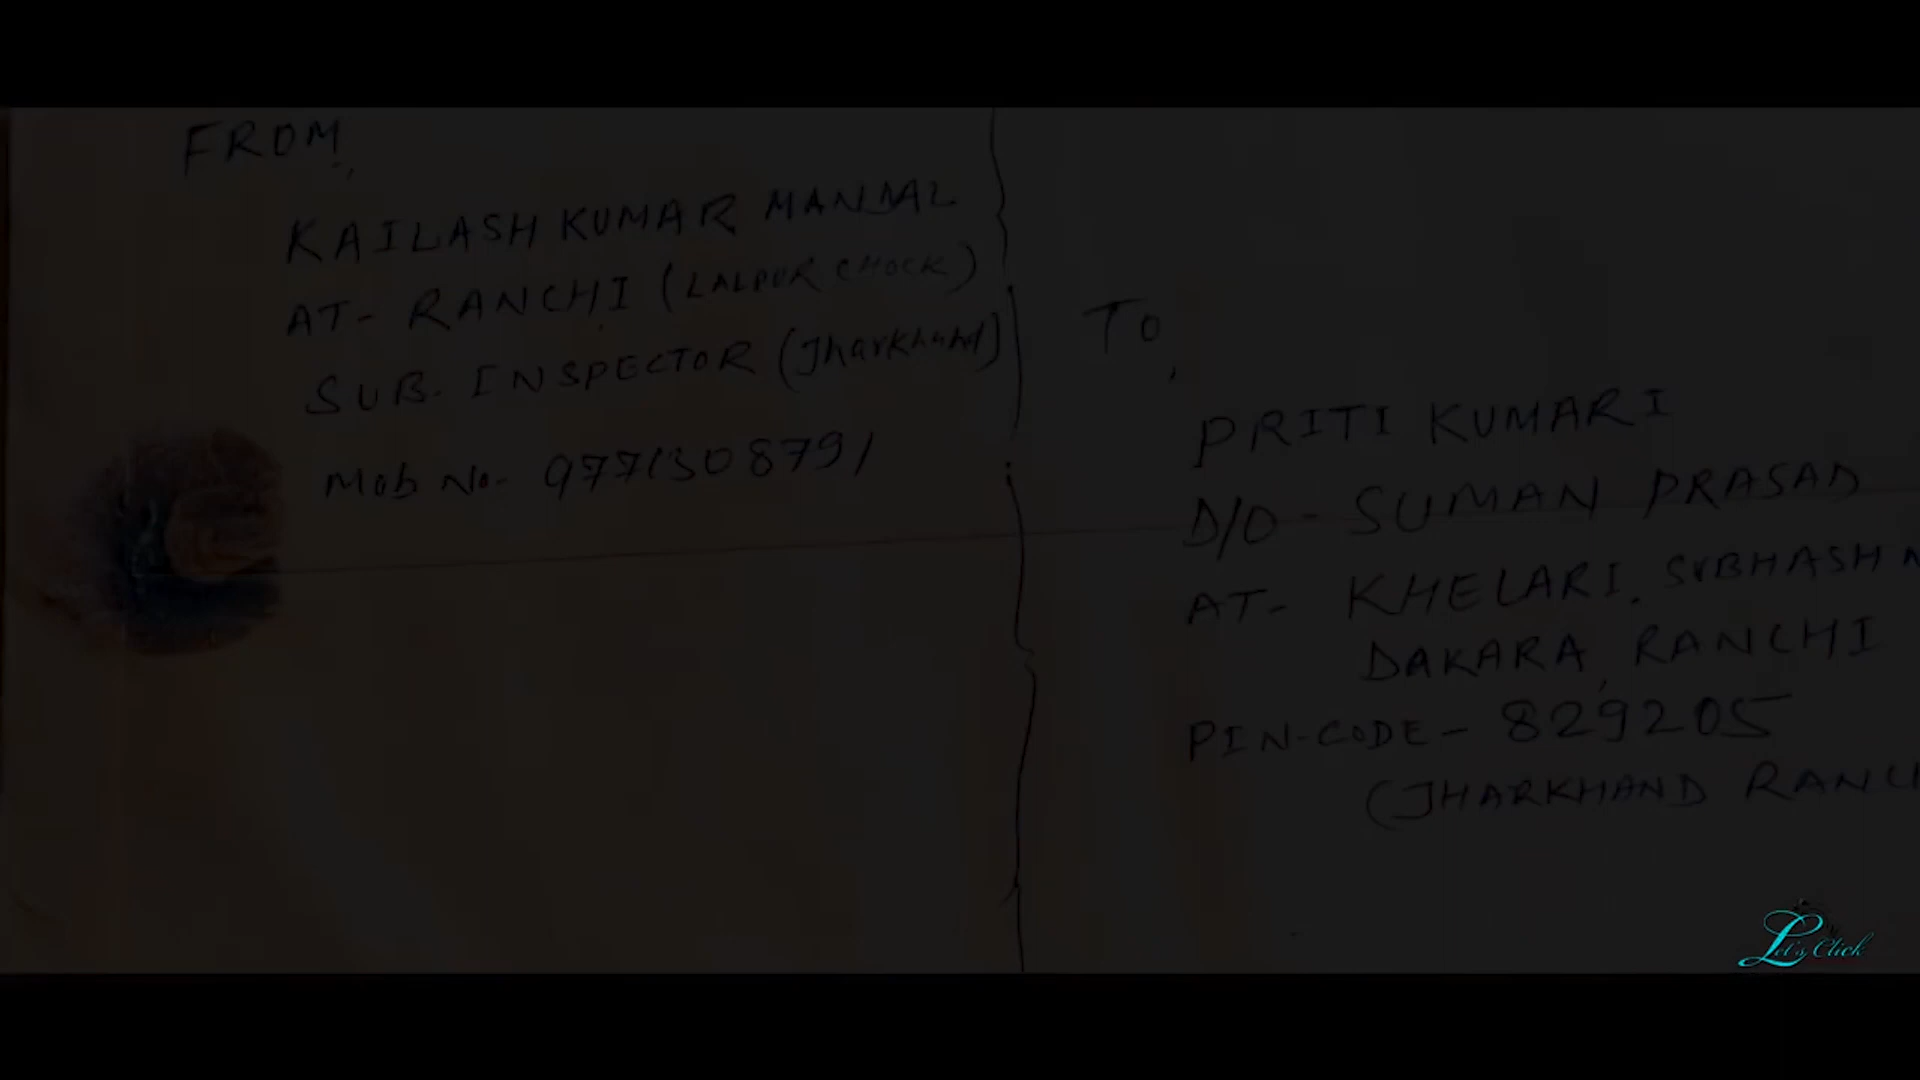 FROM,
KAILASH KUMAR MANDAL
AT- RANCHI (LALPUR CHOCK)
SUB. INSPECTOR (Jharkhand)
Mob No- 9771308791
To,
PRITI KUMARI
D/O - SUMAN PRASAD
AT- KHELARI, SUBHASH N
DAKARA, RANCHI
PIN-CODE- 829205
(JHARKHAND RANCH
Let's Click